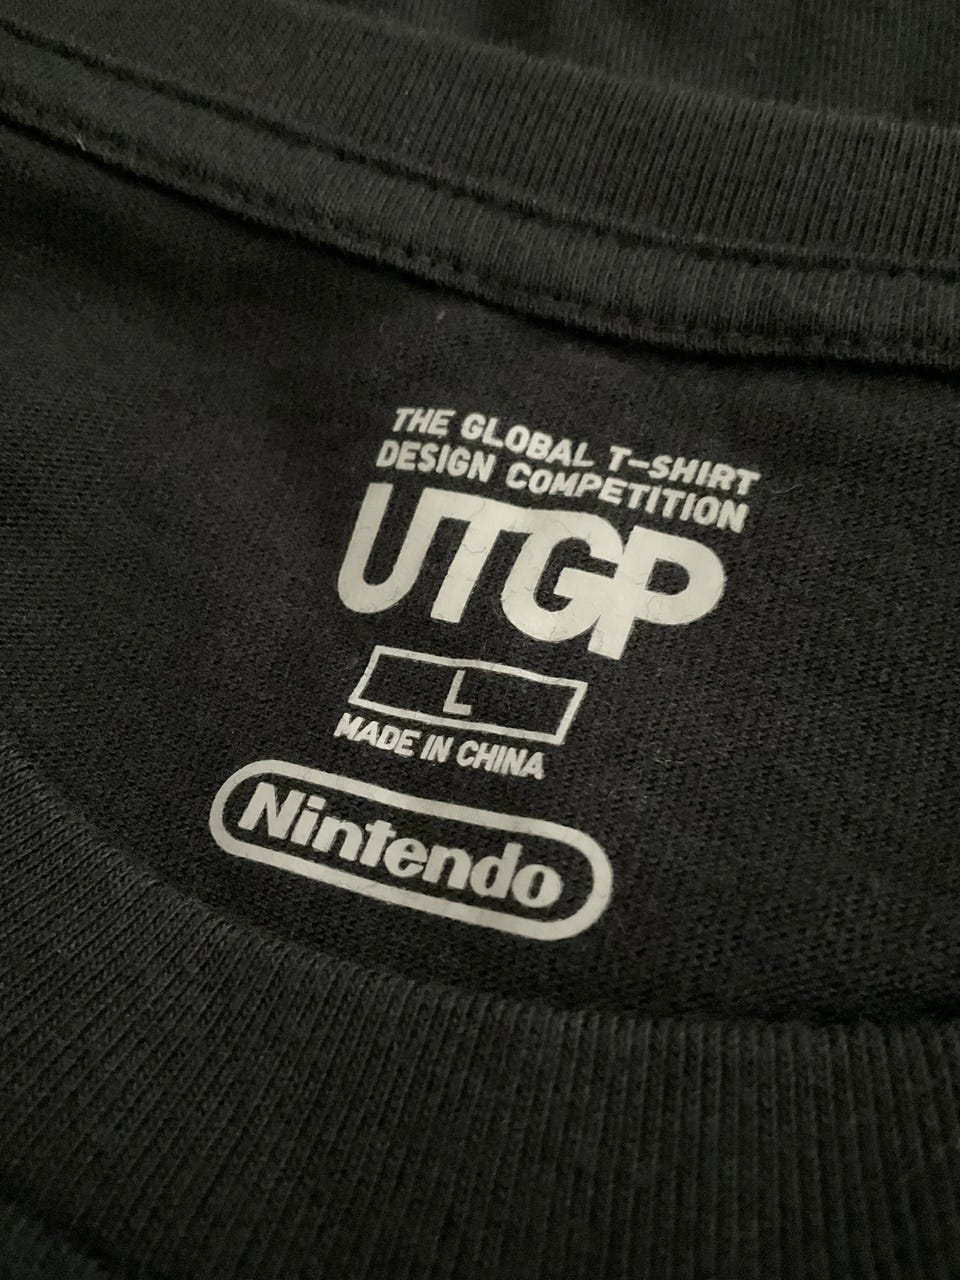 THE GLOBAL T-SHIRT
DESIGN COMPETITION
UTGP
L
MADE IN CHINA
Nintendo